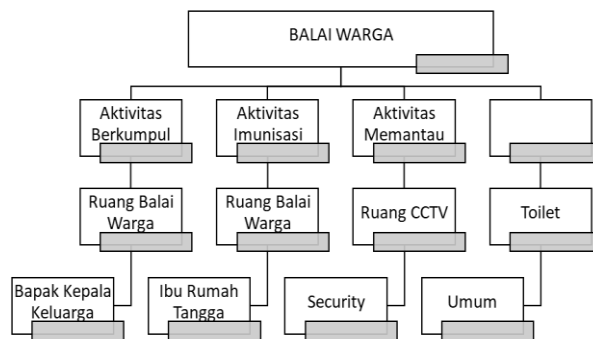 BALAI WARGA
Aktivitas
Berkumpul
Aktivitas
Imunisasi
Aktivitas
Memantau
Ruang Balai
Warga
Ruang Balai
Warga
Ruang CCTV
Toilet
Bapak Kepala
Keluarga
Ibu Rumah
Tangga
Security
Umum